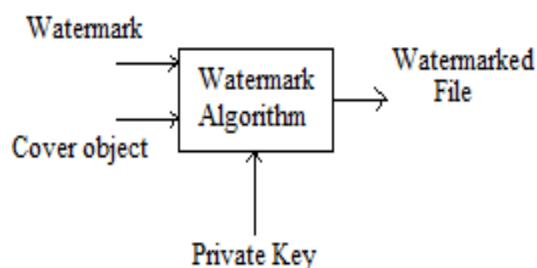 Watermark
Watermark
Algorithm
Watermarked
File
Cover object
Private Key